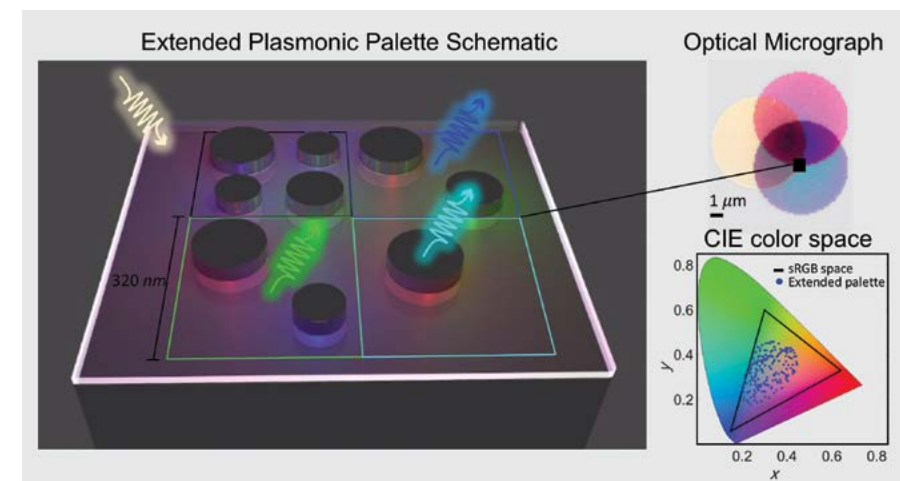 Extended Plasmonic Palette Schematic
Optical Micrograph
320 nm
1 μm
CIE color space
0.8
0.6
0.4
0.2
y
sRGB space
Extended palette
0.2 0.4 0.6 0.8
x